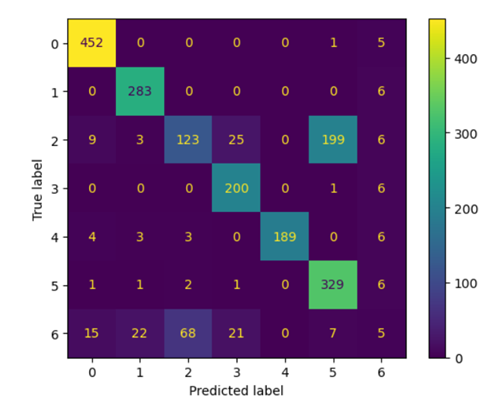 0 452 0 0 0 0 1 5
1 0 283 0 0 0 0 6
2 9 3 123 25 0 199 6
3 0 0 0 200 0 1 6
4 4 3 3 0 189 0 6
5 1 1 2 1 0 329 6
6 15 22 68 21 0 7 5
0 1 2 3 4 5 6
Predicted label
True label
400
300
200
100
0